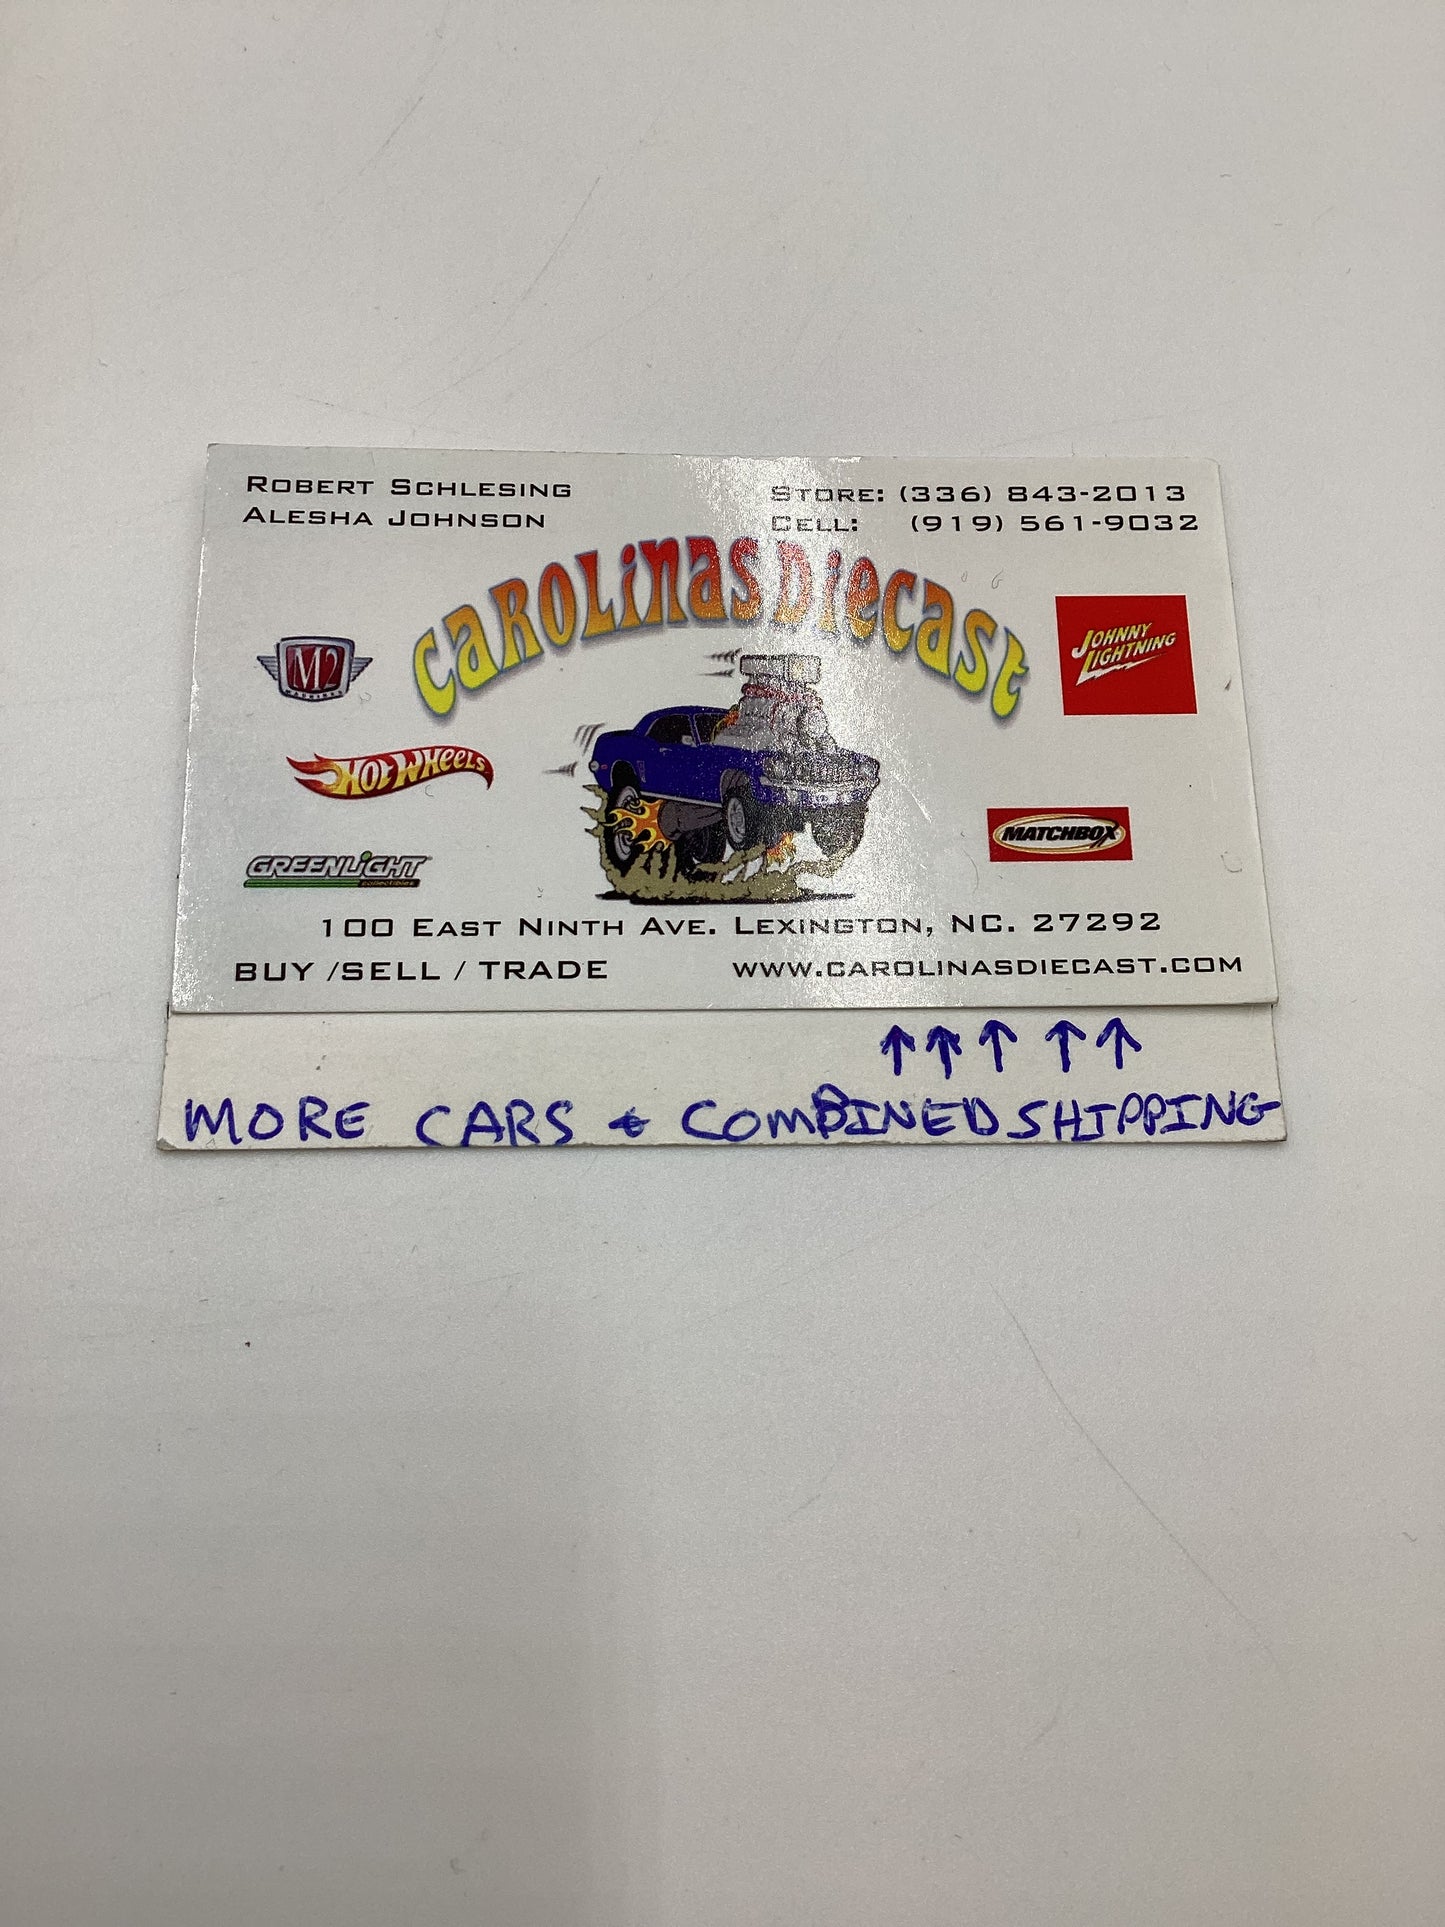 ROBERT SCHLESING
ALESHA JOHNSON
STORE: (336) 843-2013
CELL: (919) 561-9032
CAROLINAS DIECAST
M2
MACHINES
JOHNNY
LIGHTNING
HOT WHEELS
MATCHBOX
GREENLIGHT
collectibles
100 EAST NINTH AVE. LEXINGTON, NC. 27292
BUY /SELL / TRADE
WWW.CAROLINASDIECAST.COM
↑ ↑ ↑ ↑ ↑
MORE CARS & COMBINED SHIPPING